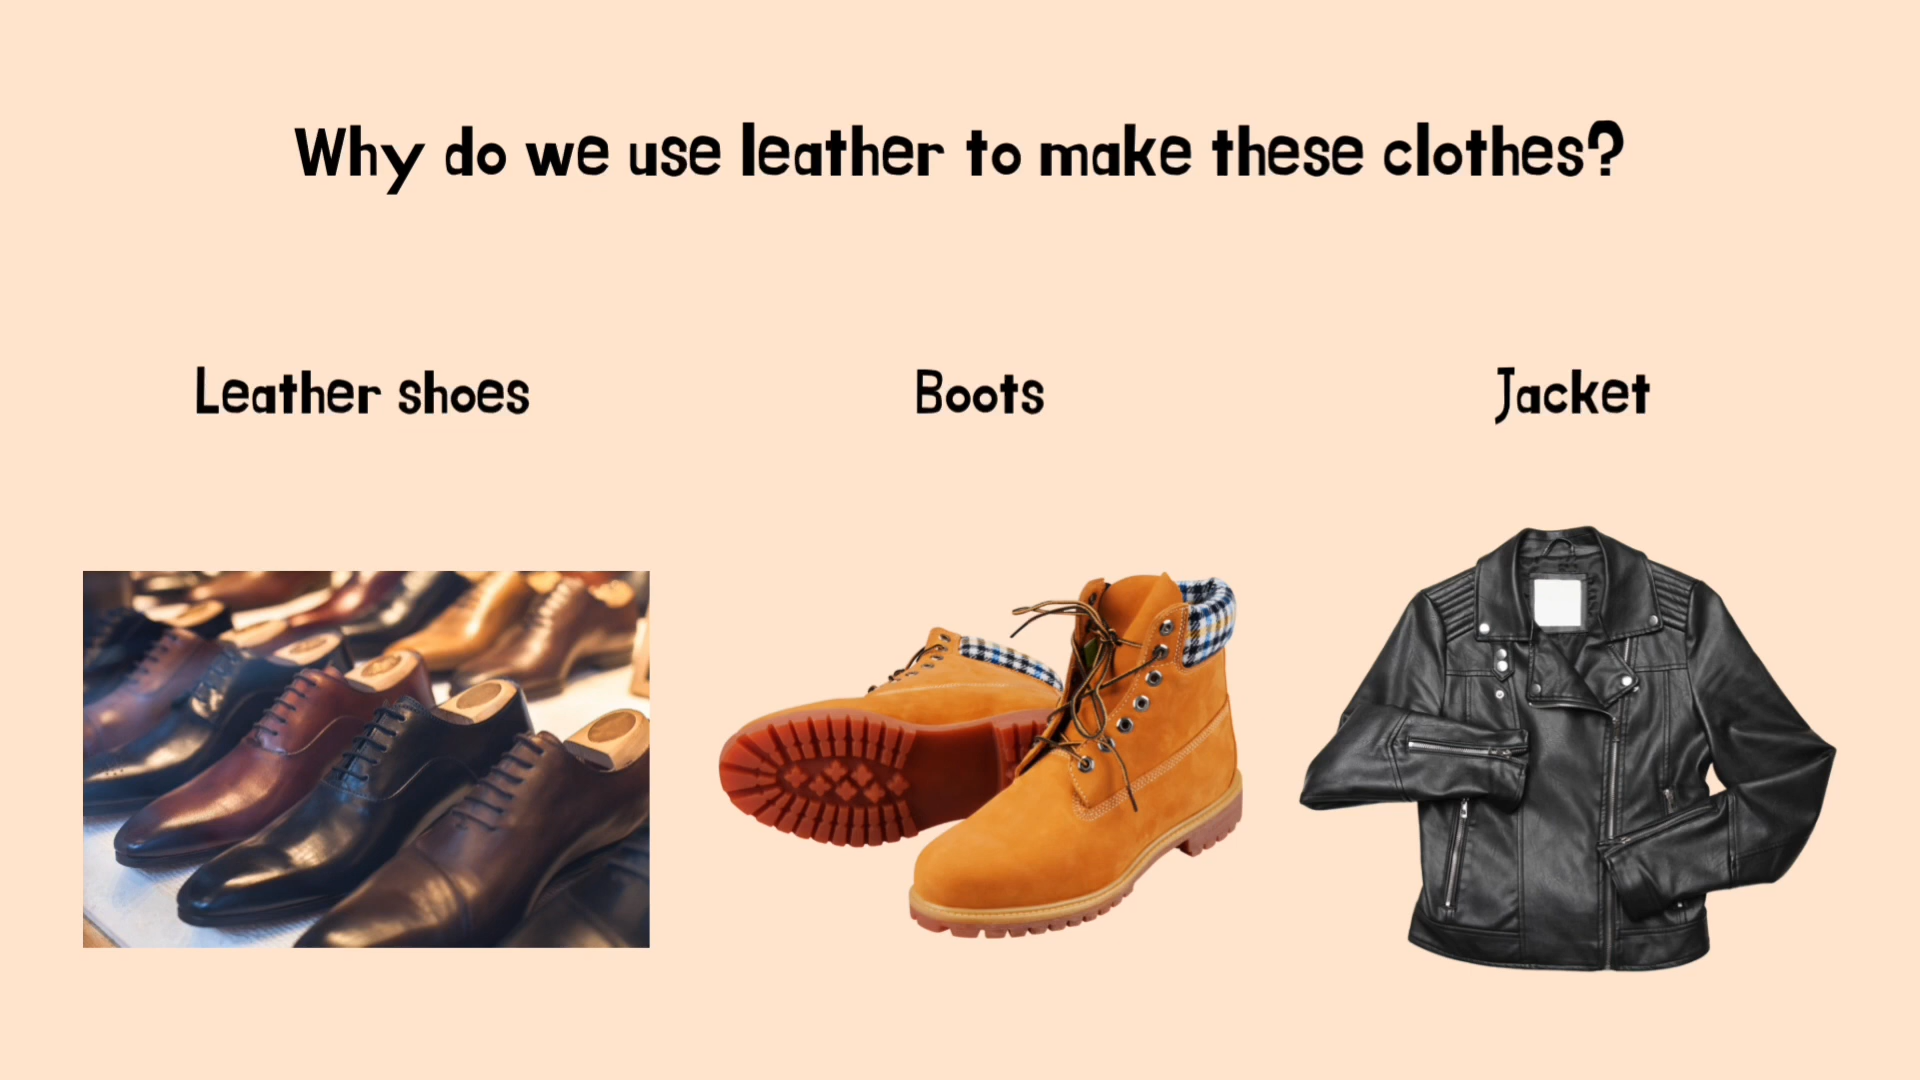 Why do we use leather to make these clothes?
Leather shoes
Boots
Jacket